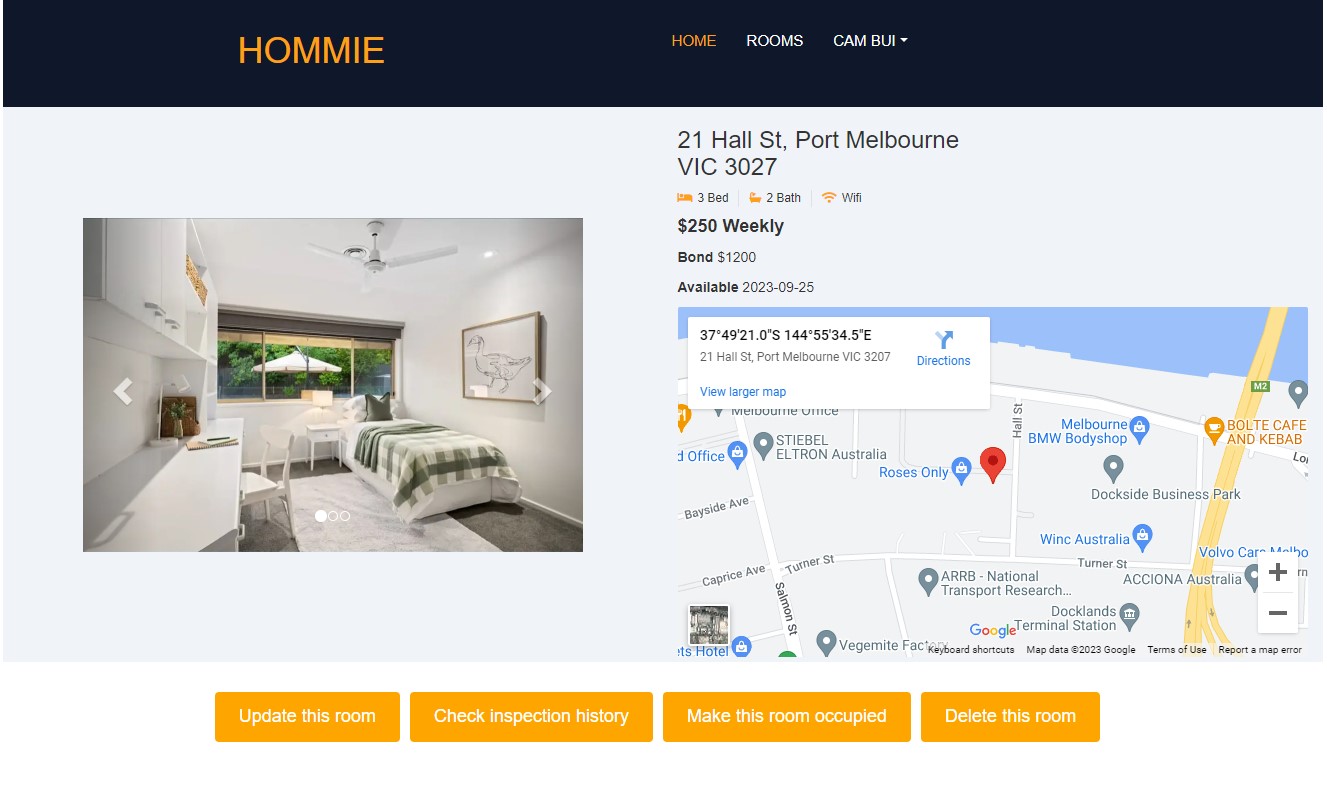 HOMMIE
HOME
ROOMS
CAM BUI
21 Hall St, Port Melbourne
VIC 3027
3 Bed
2 Bath
Wifi
$250 Weekly
Bond $1200
Available 2023-09-25
37°49'21.0"S 144°55'34.5"E
21 Hall St, Port Melbourne VIC 3207
Directions
View larger map
M2
Melbourne Office
Hall St
Melbourne
BMW Bodyshop
BOLTE CAFE
AND KEBAB
STIEBEL
ELTRON Australia
d Office
Roses Only
Lo
Dockside Business Park
Bayside Ave
Winc Australia
Volvo Cars Melbo
Turner St
Turner St
Caprice Ave
ARRB - National
Transport Research...
ACCIONA Australia
rn
Salmon St
Docklands
Terminal Station
Google
Vegemite Factory
ets Hotel
Keyboard shortcuts
Map data ©2023 Google
Terms of Use
Report a map error
Update this room
Check inspection history
Make this room occupied
Delete this room